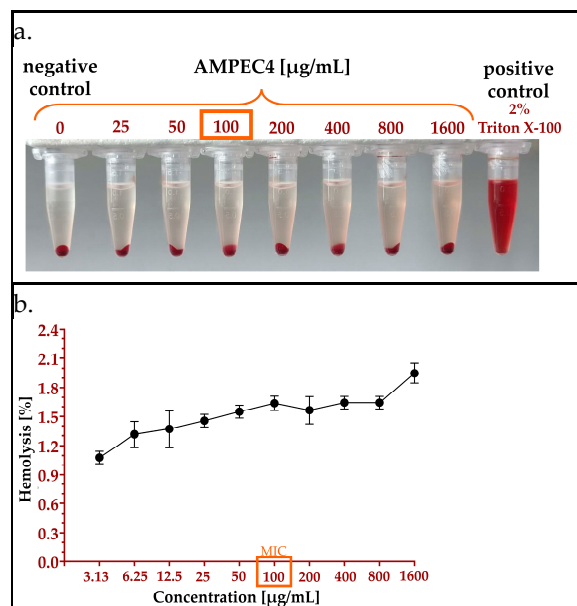 a.
negative
control
AMPEC4 [μg/mL]
positive
control
2%
Triton X-100
0 25 50 100 200 400 800 1600
b.
Hemolysis [%]
2.4
2.1
1.8
1.5
1.2
0.9
0.6
0.3
0.0
MIC
3.13 6.25 12.5 25 50 100 200 400 800 1600
Concentration [μg/mL]